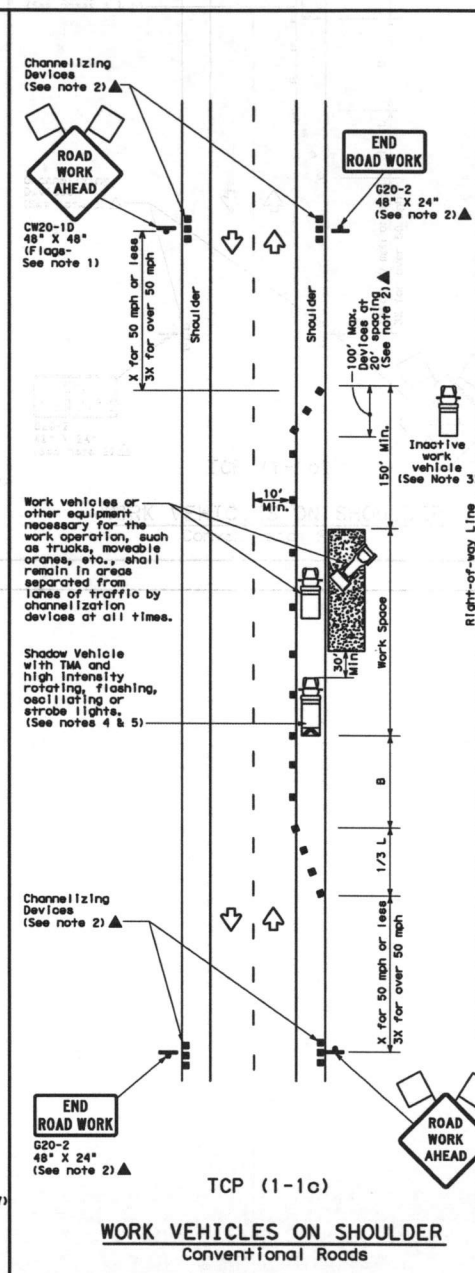 Channelizing
Devices
(See note 2)▲
ROAD
WORK
AHEAD
CW20-1D
48" X 48"
(Flags-
See note 1)
END
ROAD WORK
G20-2
48" X 24"
(See note 2)▲
X for 50 mph or less
3X for over 50 mph
Shoulder
Shoulder
100' Max.
Devices at
20' spacing
(See note 2)▲
150' Min.
Inactive
work
vehicle
(See Note 3)
Right-of-way Line
10'
Min.
Work vehicles or
other equipment
necessary for the
work operation, such
as trucks, moveable
cranes, etc., shall
remain in areas
separated from
lanes of traffic by
channelization
devices at all times.
Work Space
30'
Min.
Shadow Vehicle
with TMA and
high intensity
rotating, flashing,
oscillating or
strobe lights.
(See notes 4 & 5)
B
1/3 L
Channelizing
Devices
(See note 2)▲
X for 50 mph or less
3X for over 50 mph
END
ROAD WORK
G20-2
48" X 24"
(See note 2)▲
ROAD
WORK
AHEAD
TCP (1-1c)
WORK VEHICLES ON SHOULDER
Conventional Roads